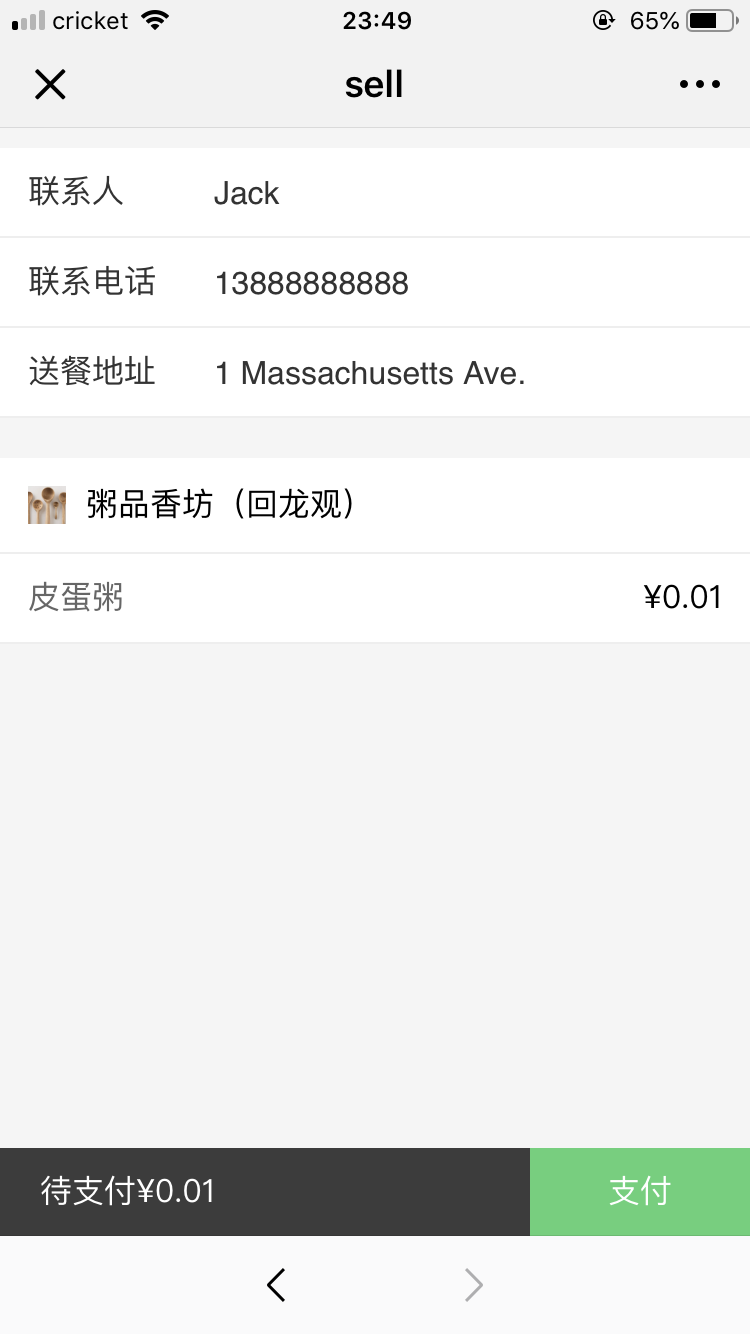 cricket 23:49 65%
sell
联系人 Jack
联系电话 13888888888
送餐地址 1 Massachusetts Ave.
粥品香坊（回龙观）
皮蛋粥 ¥0.01
待支付¥0.01 支付